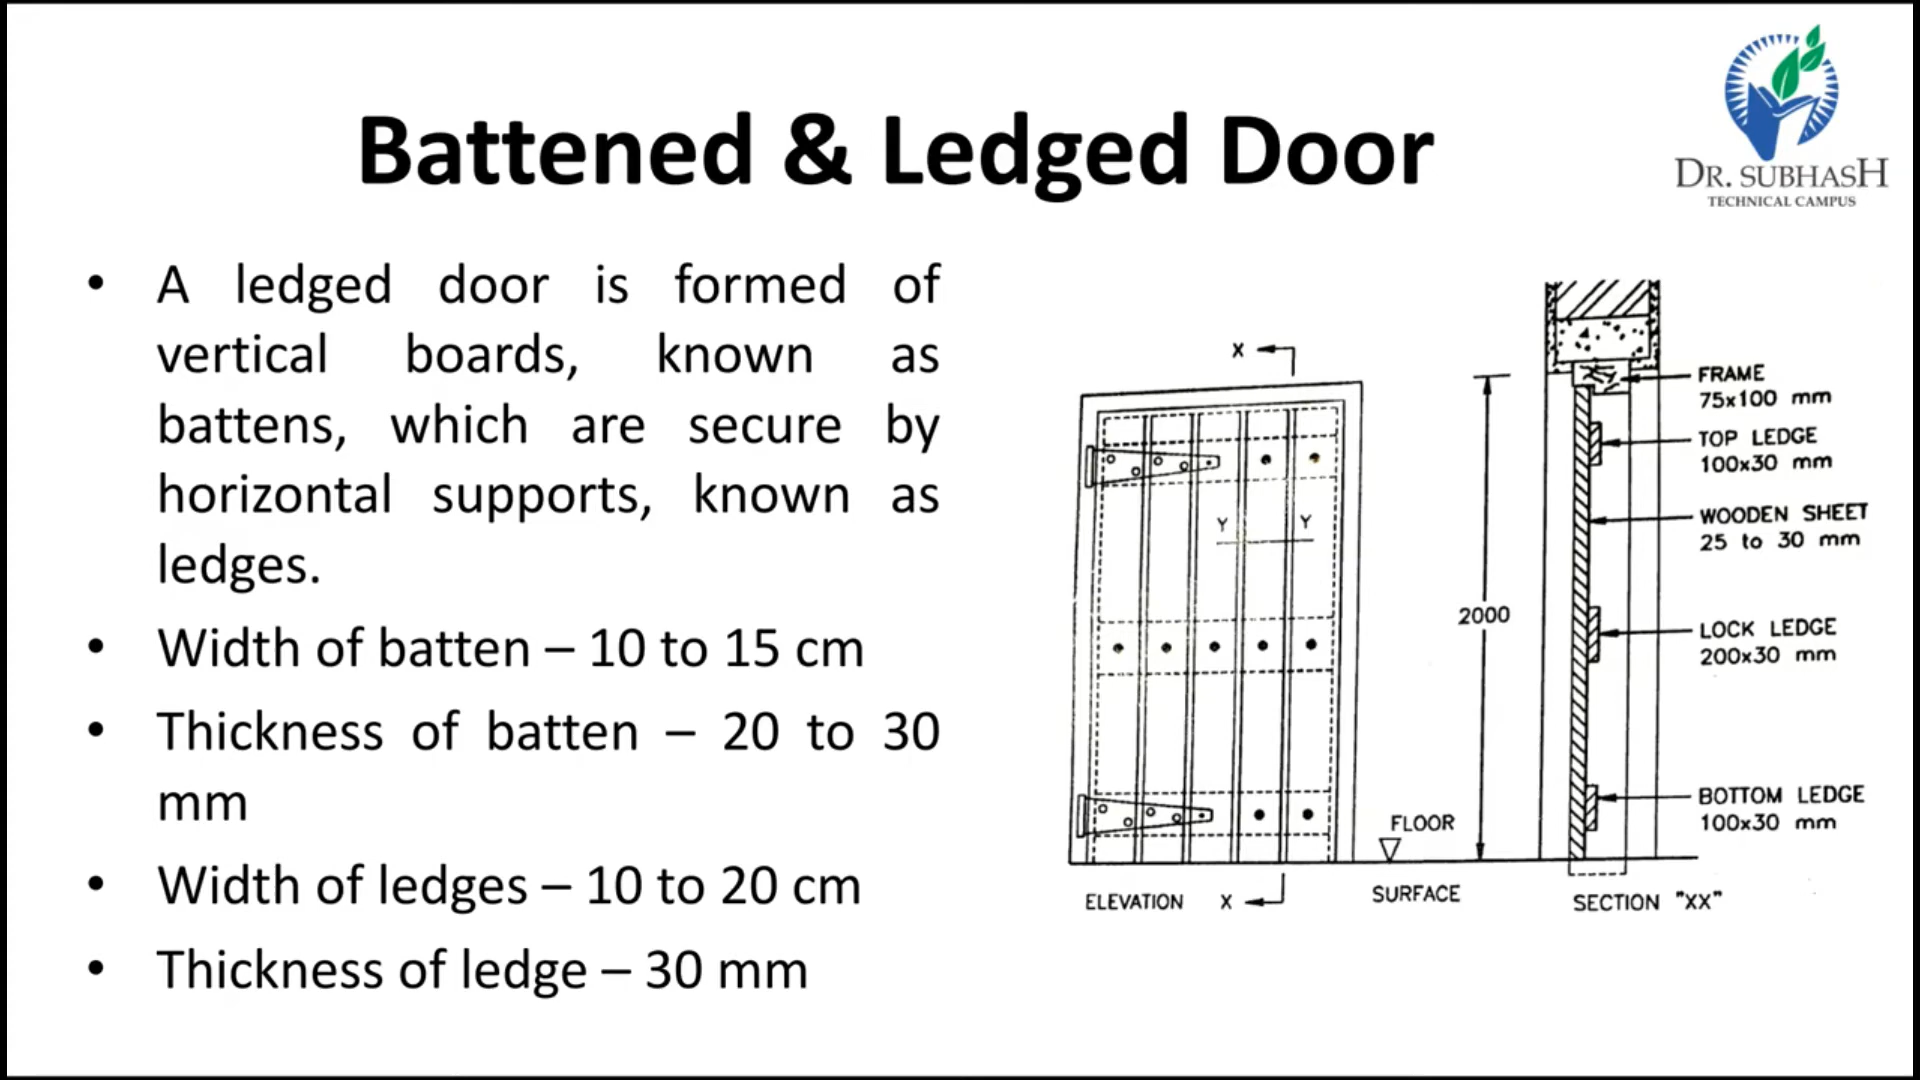 Battened & Ledged Door
DR. SUBHASH
TECHNICAL CAMPUS
• A ledged door is formed of
vertical boards, known as
battens, which are secure by
horizontal supports, known as
ledges.
• Width of batten – 10 to 15 cm
• Thickness of batten – 20 to 30
mm
• Width of ledges – 10 to 20 cm
• Thickness of ledge – 30 mm
X
Y Y
ELEVATION X
2000
FLOOR
SURFACE
FRAME
75x100 mm
TOP LEDGE
100x30 mm
WOODEN SHEET
25 to 30 mm
LOCK LEDGE
200x30 mm
BOTTOM LEDGE
100x30 mm
SECTION "XX"